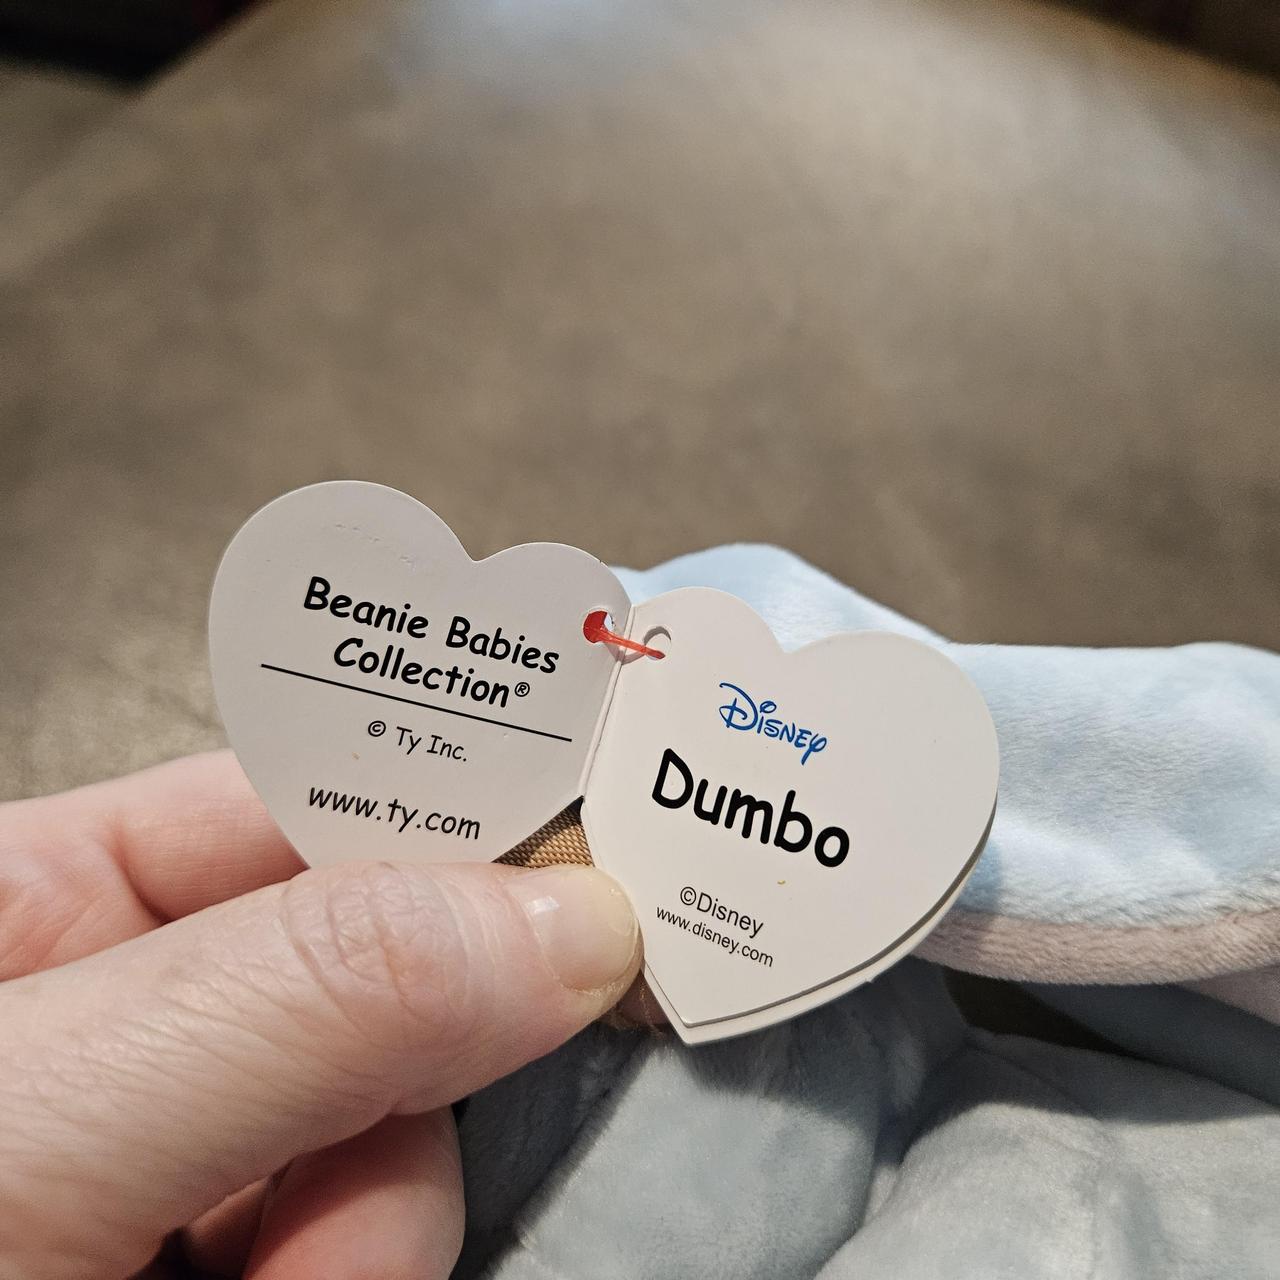 Beanie Babies
Collection®
© Ty Inc.
www.ty.com
Disney
Dumbo
©Disney
www.disney.com